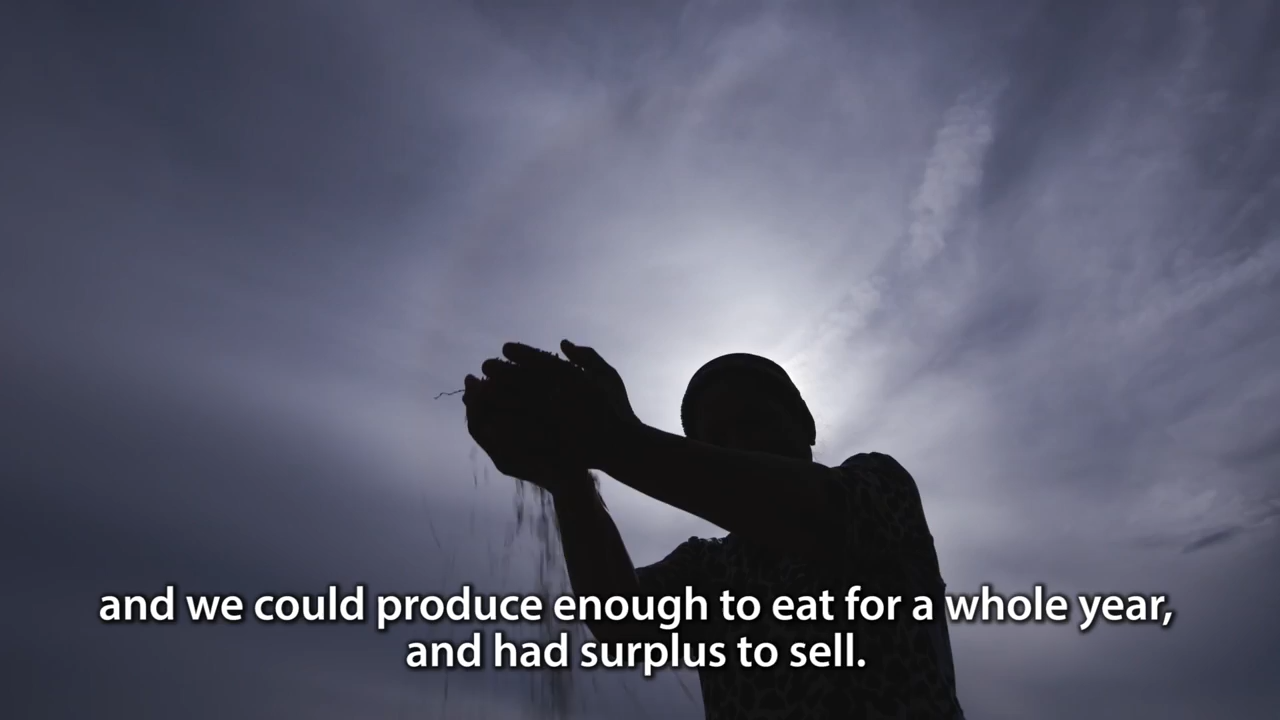 and we could produce enough to eat for a whole year,
and had surplus to sell.